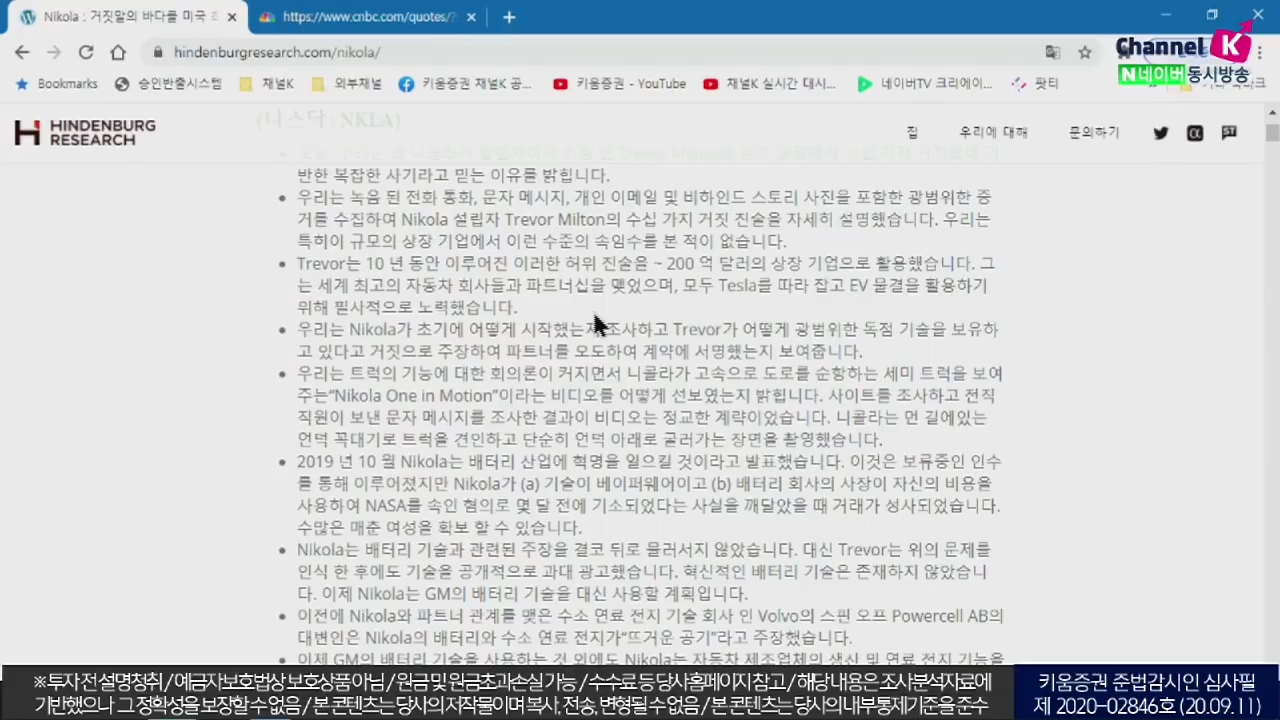 Nikola : 거짓말의 바다를 미국 최
https://www.cnbc.com/quotes/?
hindenburgresearch.com/nikola/
Channel K
N 네이버 동시방송
Bookmarks 승인반출시스템 채널K 외부채널 키움증권 채널K 공... 키움증권 - YouTube 채널K 실시간 대시... 네이버TV 크리에이... 팟티
HINDENBURG
RESEARCH
집 우리에 대해 문의하기
(니스닥 : NKLA)
반한 복잡한 사기라고 믿는 이유를 밝힙니다.
• 우리는 녹음 된 전화 통화, 문자 메시지, 개인 이메일 및 비하인드 스토리 사진을 포함한 광범위한 증
거를 수집하여 Nikola 설립자 Trevor Milton의 수십 가지 거짓 진술을 자세히 설명했습니다. 우리는
특히이 규모의 상장 기업에서 이런 수준의 속임수를 본 적이 없습니다.
• Trevor는 10 년 동안 이루어진 이러한 허위 진술을 ~ 200 억 달러의 상장 기업으로 활용했습니다. 그
는 세계 최고의 자동차 회사들과 파트너십을 맺었으며, 모두 Tesla를 따라 잡고 EV 물결을 활용하기
위해 필사적으로 노력했습니다.
• 우리는 Nikola가 초기에 어떻게 시작했는지 조사하고 Trevor가 어떻게 광범위한 독점 기술을 보유하
고 있다고 거짓으로 주장하여 파트너를 오도하여 계약에 서명했는지 보여줍니다.
• 우리는 트럭의 기능에 대한 회의론이 커지면서 니콜라가 고속으로 도로를 순항하는 세미 트럭을 보여
주는“Nikola One in Motion”이라는 비디오를 어떻게 선보였는지 밝힙니다. 사이트를 조사하고 전직
직원이 보낸 문자 메시지를 조사한 결과이 비디오는 정교한 계략이었습니다. 니콜라는 먼 길에있는
언덕 꼭대기로 트럭을 견인하고 단순히 언덕 아래로 굴러가는 장면을 촬영했습니다.
• 2019 년 10 월 Nikola는 배터리 산업에 혁명을 일으킬 것이라고 발표했습니다. 이것은 보류중인 인수
를 통해 이루어졌지만 Nikola가 (a) 기술이 베이퍼웨어이고 (b) 배터리 회사의 사장이 자신의 비용을
사용하여 NASA를 속인 혐의로 몇 달 전에 기소되었다는 사실을 깨달았을 때 거래가 성사되었습니다.
수많은 매춘 여성을 확보 할 수 있습니다.
• Nikola는 배터리 기술과 관련된 주장을 결코 뒤로 물러서지 않았습니다. 대신 Trevor는 위의 문제를
인식 한 후에도 기술을 공개적으로 과대 광고했습니다. 혁신적인 배터리 기술은 존재하지 않았습니
다. 이제 Nikola는 GM의 배터리 기술을 대신 사용할 계획입니다.
• 이전에 Nikola와 파트너 관계를 맺은 수소 연료 전지 기술 회사 인 Volvo의 스핀 오프 Powercell AB의
대변인은 Nikola의 배터리와 수소 연료 전지가“뜨거운 공기”라고 주장했습니다.
• 이제 GM의 배터리 기술을 사용하는 것 외에도 Nikola는 자동차 제조업체의 생산 및 연료 전지 기능을
※ 투자 전 설명청취 / 예금자보호법상 보호상품 아님 / 원금 및 원금초과손실 가능 / 수수료 등 당사홈페이지 참고 / 해당 내용은 조사분석자료에
기반했으나 그 정확성을 보장할 수 없음 / 본 콘텐츠는 당사의 저작물이며 복사, 전송, 변형될 수 없음 / 본 콘텐츠는 당사의 내부통제기준을 준수
키움증권 준법감시인 심사필
제 2020-02846호 (20.09.11)